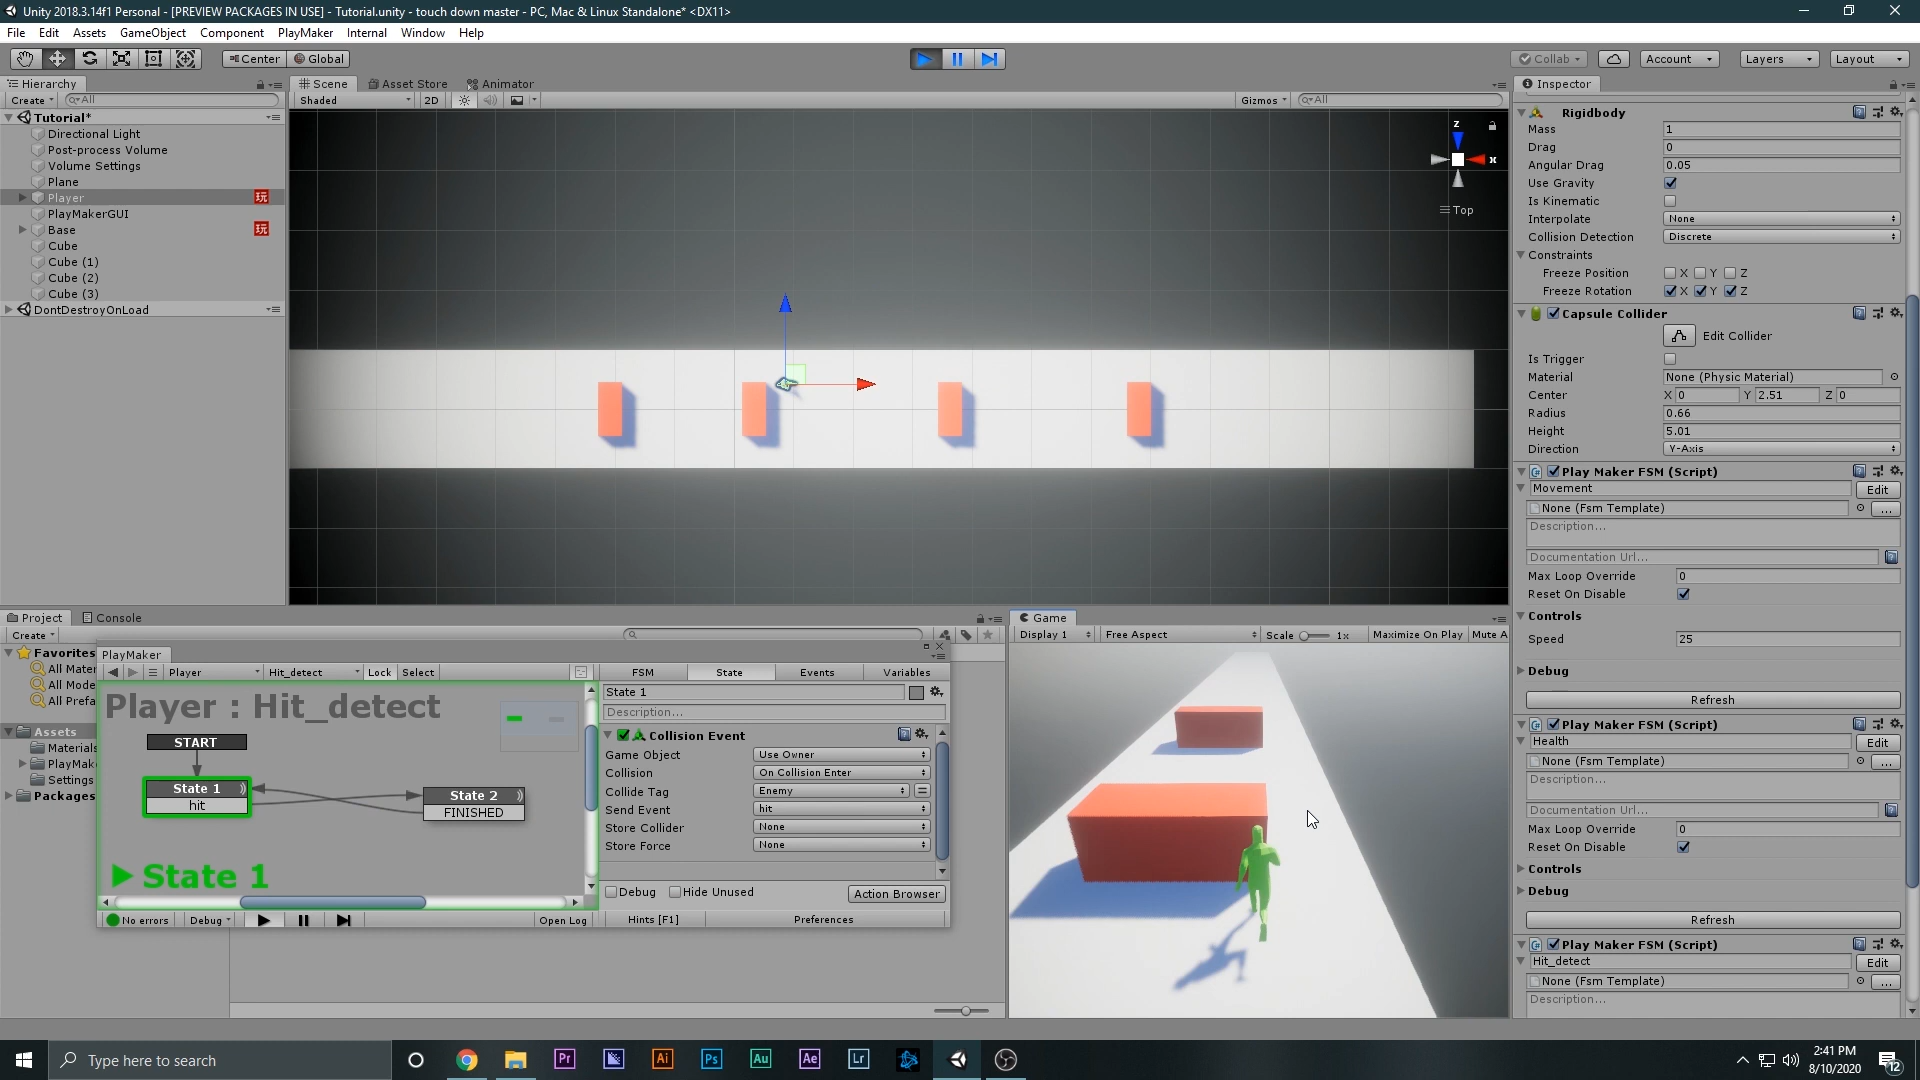 Unity 2018.3.14f1 Personal - [PREVIEW PACKAGES IN USE] - Tutorial.unity - touch down master - PC, Mac & Linux Standalone* <DX11>
File Edit Assets GameObject Component PlayMaker Internal Window Help
Center Global Collab Account Layers Layout
Hierarchy
Create All
Tutorial*
Directional Light
Post-process Volume
Volume Settings
Plane
Player 玩
PlayMakerGUI
Base 玩
Cube
Cube (1)
Cube (2)
Cube (3)
DontDestroyOnLoad
Scene Asset Store Animator
Shaded 2D Gizmos All
z
x
Top
Inspector
Rigidbody
Mass 1
Drag 0
Angular Drag 0.05
Use Gravity
Is Kinematic
Interpolate None
Collision Detection Discrete
Constraints
Freeze Position X Y Z
Freeze Rotation X Y Z
Capsule Collider
Edit Collider
Is Trigger
Material None (Physic Material)
Center X 0 Y 2.51 Z 0
Radius 0.66
Height 5.01
Direction Y-Axis
Play Maker FSM (Script)
Movement Edit
None (Fsm Template) ...
Description...
Documentation Url...
Max Loop Override 0
Reset On Disable
Controls
Speed 25
Debug
Refresh
Play Maker FSM (Script)
Health Edit
None (Fsm Template) ...
Description...
Documentation Url...
Max Loop Override 0
Reset On Disable
Controls
Debug
Refresh
Play Maker FSM (Script)
Hit_detect Edit
None (Fsm Template) ...
Description...
Project Console
Create
Favorites
All Mater
All Mode
All Prefa
Assets
Materials
PlayMak
Settings
Packages
PlayMaker
Player Hit_detect Lock Select
Player : Hit_detect
START
State 1
hit
State 2
FINISHED
State 1
No errors Debug Open Log
FSM State Events Variables
State 1
Description...
Collision Event
Game Object Use Owner
Collision On Collision Enter
Collide Tag Enemy
Send Event hit
Store Collider None
Store Force None
Debug Hide Unused Action Browser
Hints [F1] Preferences
Game
Display 1 Free Aspect Scale 1x Maximize On Play Mute A
Type here to search
Pr Ai Ps Au Ae Lr
2:41 PM
8/10/2020
12